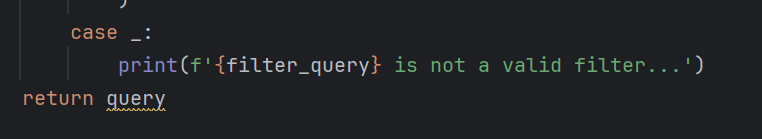 )
case _:
print(f'{filter_query} is not a valid filter...')
return query